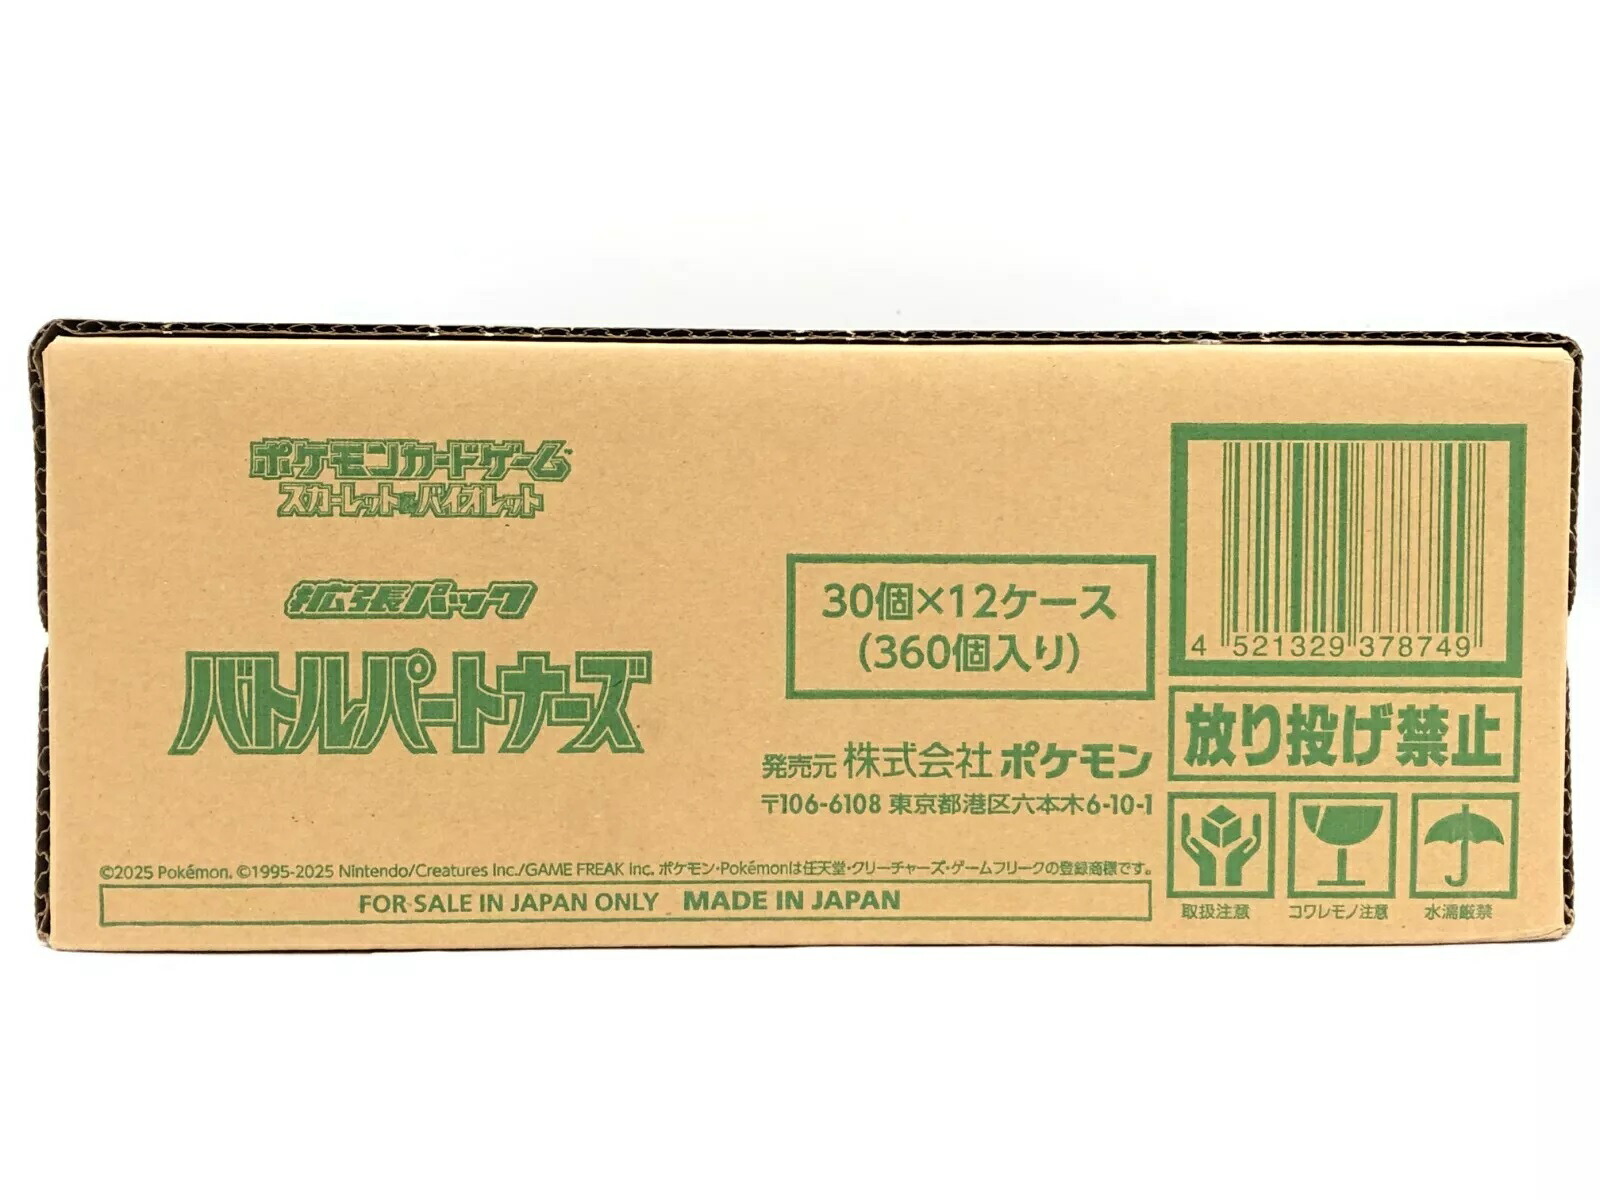 ポケモンカードゲーム
スカーレット&バイオレット
拡張パック
バトルパートナーズ
30個×12ケース
(360個入り)
発売元 株式会社 ポケモン
〒106-6108 東京都港区六本木6-10-1
©2025 Pokémon. ©1995-2025 Nintendo/Creatures Inc./GAME FREAK inc. ポケモン・Pokémonは任天堂・クリーチャーズ・ゲームフリークの登録商標です。
FOR SALE IN JAPAN ONLY MADE IN JAPAN
4 521329 378749
放り投げ禁止
取扱注意
コワレモノ注意
水濡厳禁